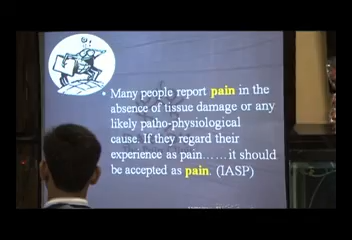 • Many people report pain in the
absence of tissue damage or any
likely patho-physiological
cause. If they regard their
experience as pain……it should
be accepted as pain. (IASP)